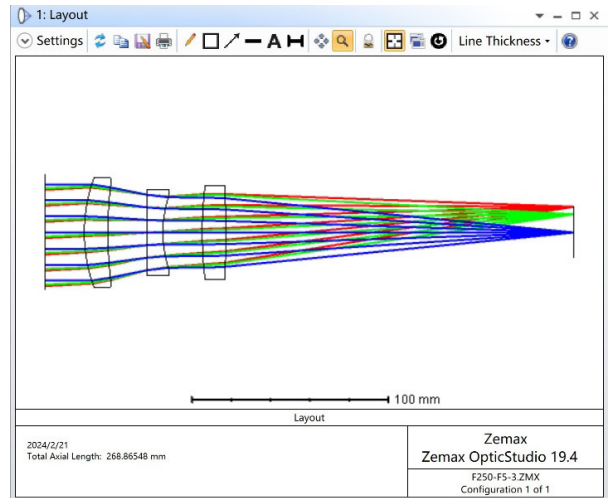 1: Layout
Settings
A
Line Thickness
100 mm
Layout
2024/2/21
Total Axial Length: 268.86548 mm
Zemax
Zemax OpticStudio 19.4
F250-F5-3.ZMX
Configuration 1 of 1